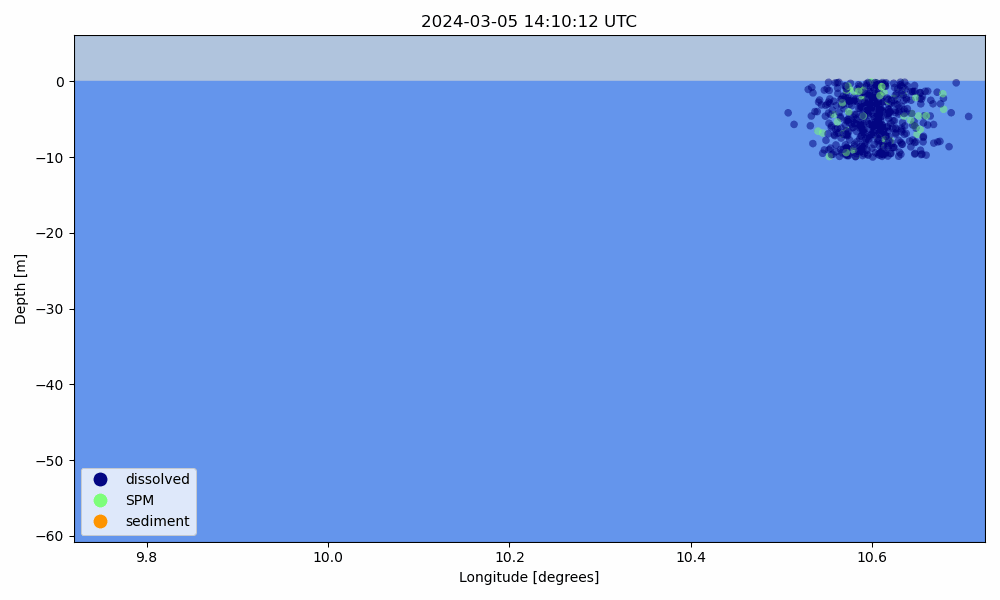 2024-03-05 14:10:12 UTC
0
−10
−20
−30
−40
−50
−60
Depth [m]
dissolved
SPM
sediment
9.8 10.0 10.2 10.4 10.6
Longitude [degrees]